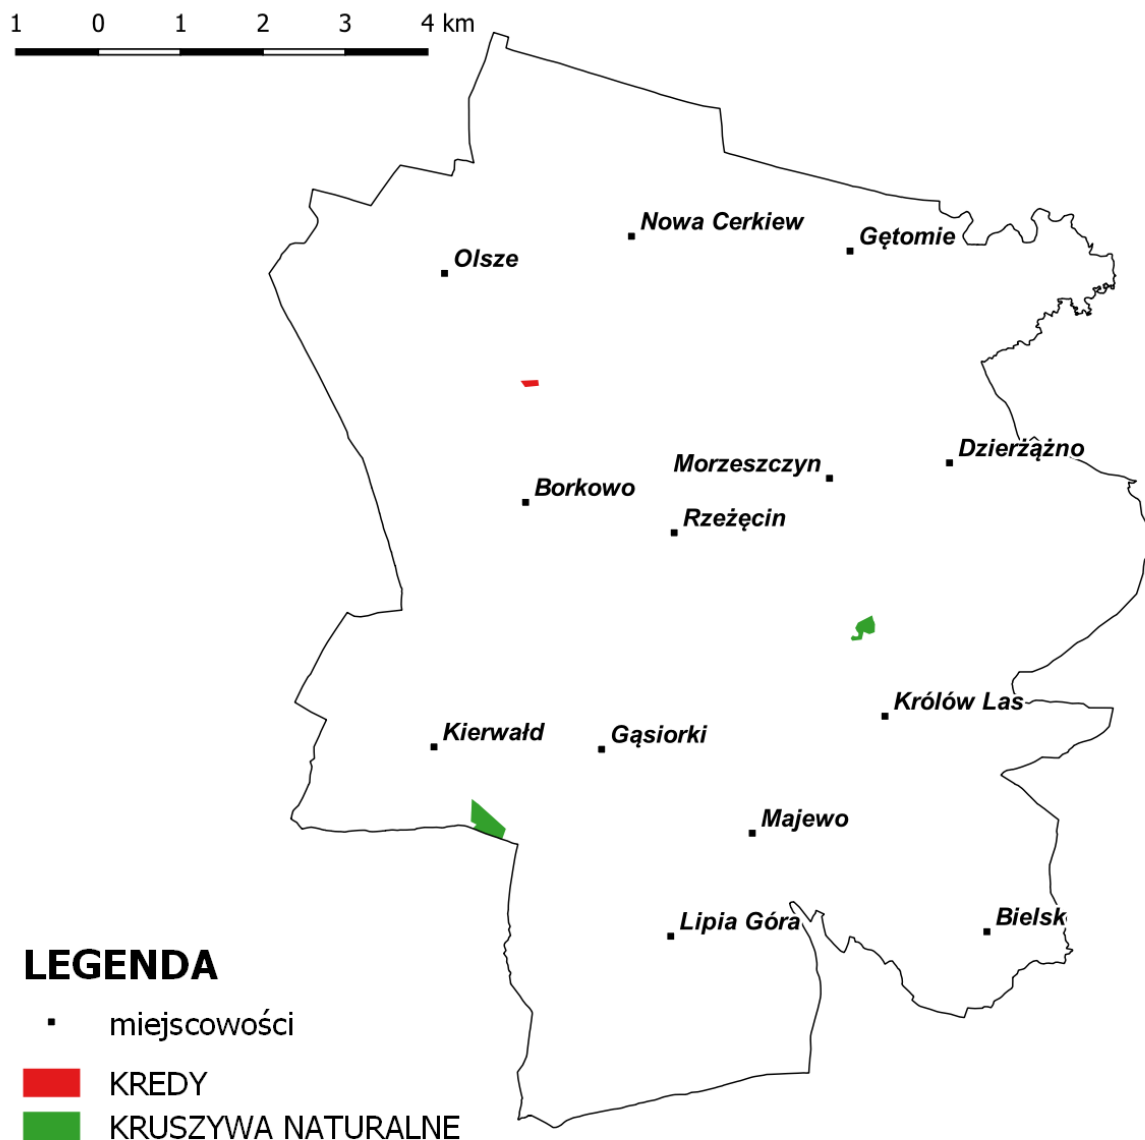 1 0 1 2 3 4 km
Nowa Cerkiew
Gętomie
Olsze
Dzierżążno
Morzeszczyn
Borkowo
Rzeżęcin
Królów Las
Kierwałd
Gąsiorki
Majewo
Lipia Góra
Bielsk
LEGENDA
miejscowości
KREDY
KRUSZYWA NATURALNE